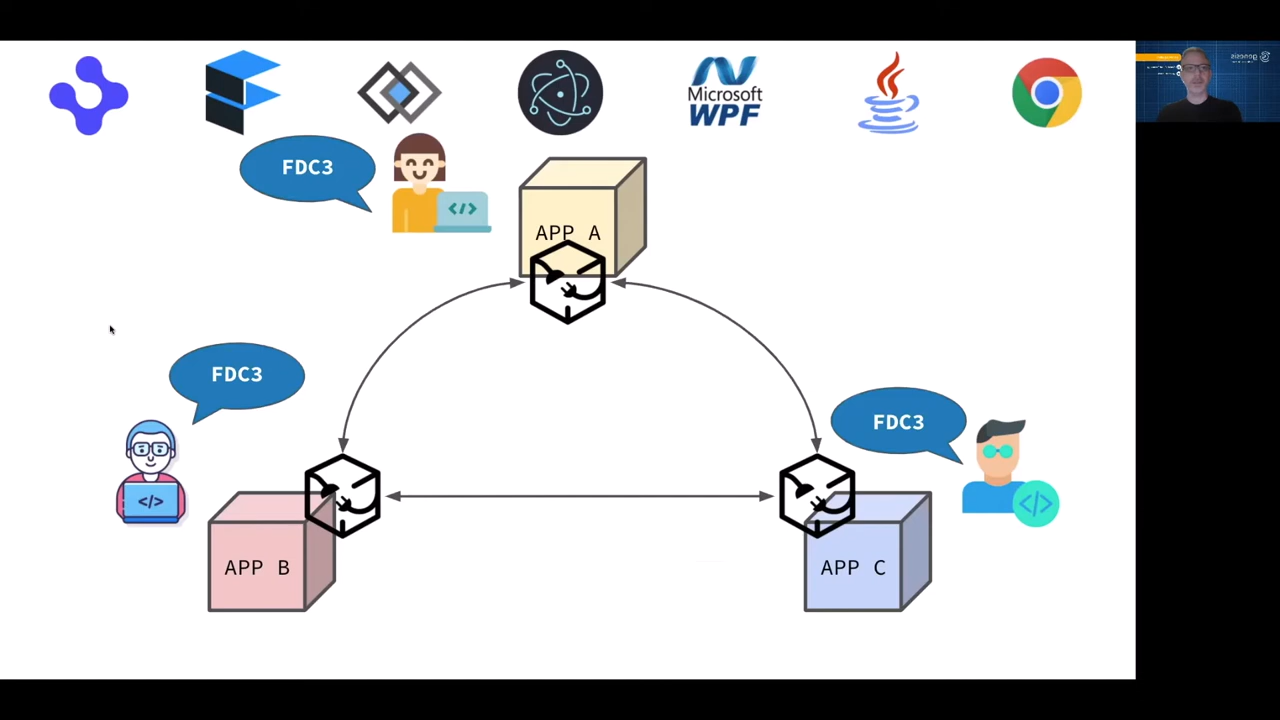 Microsoft
WPF
FDC3
</>
APP A
FDC3
FDC3
</>
</>
APP B
APP C